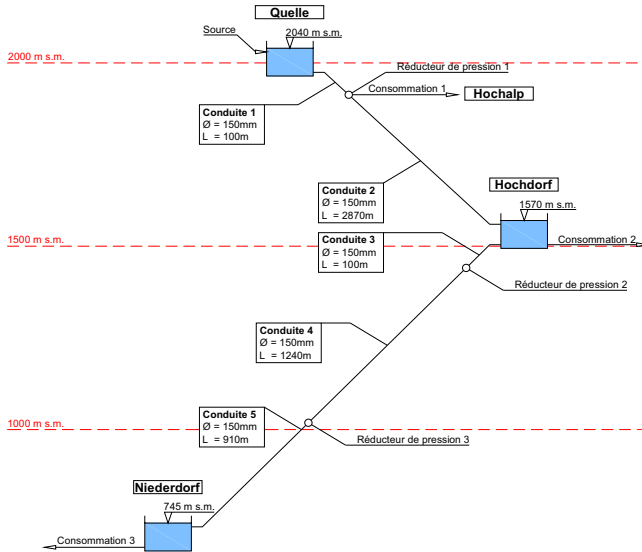 Quelle
Source
2040 m s.m.
2000 m s.m.
Réducteur de pression 1
Consommation 1
Hochalp
Conduite 1
Ø = 150mm
L = 100m
Conduite 2
Ø = 150mm
L = 2870m
Hochdorf
1570 m s.m.
Conduite 3
Ø = 150mm
L = 100m
1500 m s.m.
Consommation 2
Réducteur de pression 2
Conduite 4
Ø = 150mm
L = 1240m
Conduite 5
Ø = 150mm
L = 910m
1000 m s.m.
Réducteur de pression 3
Niederdorf
745 m s.m.
Consommation 3